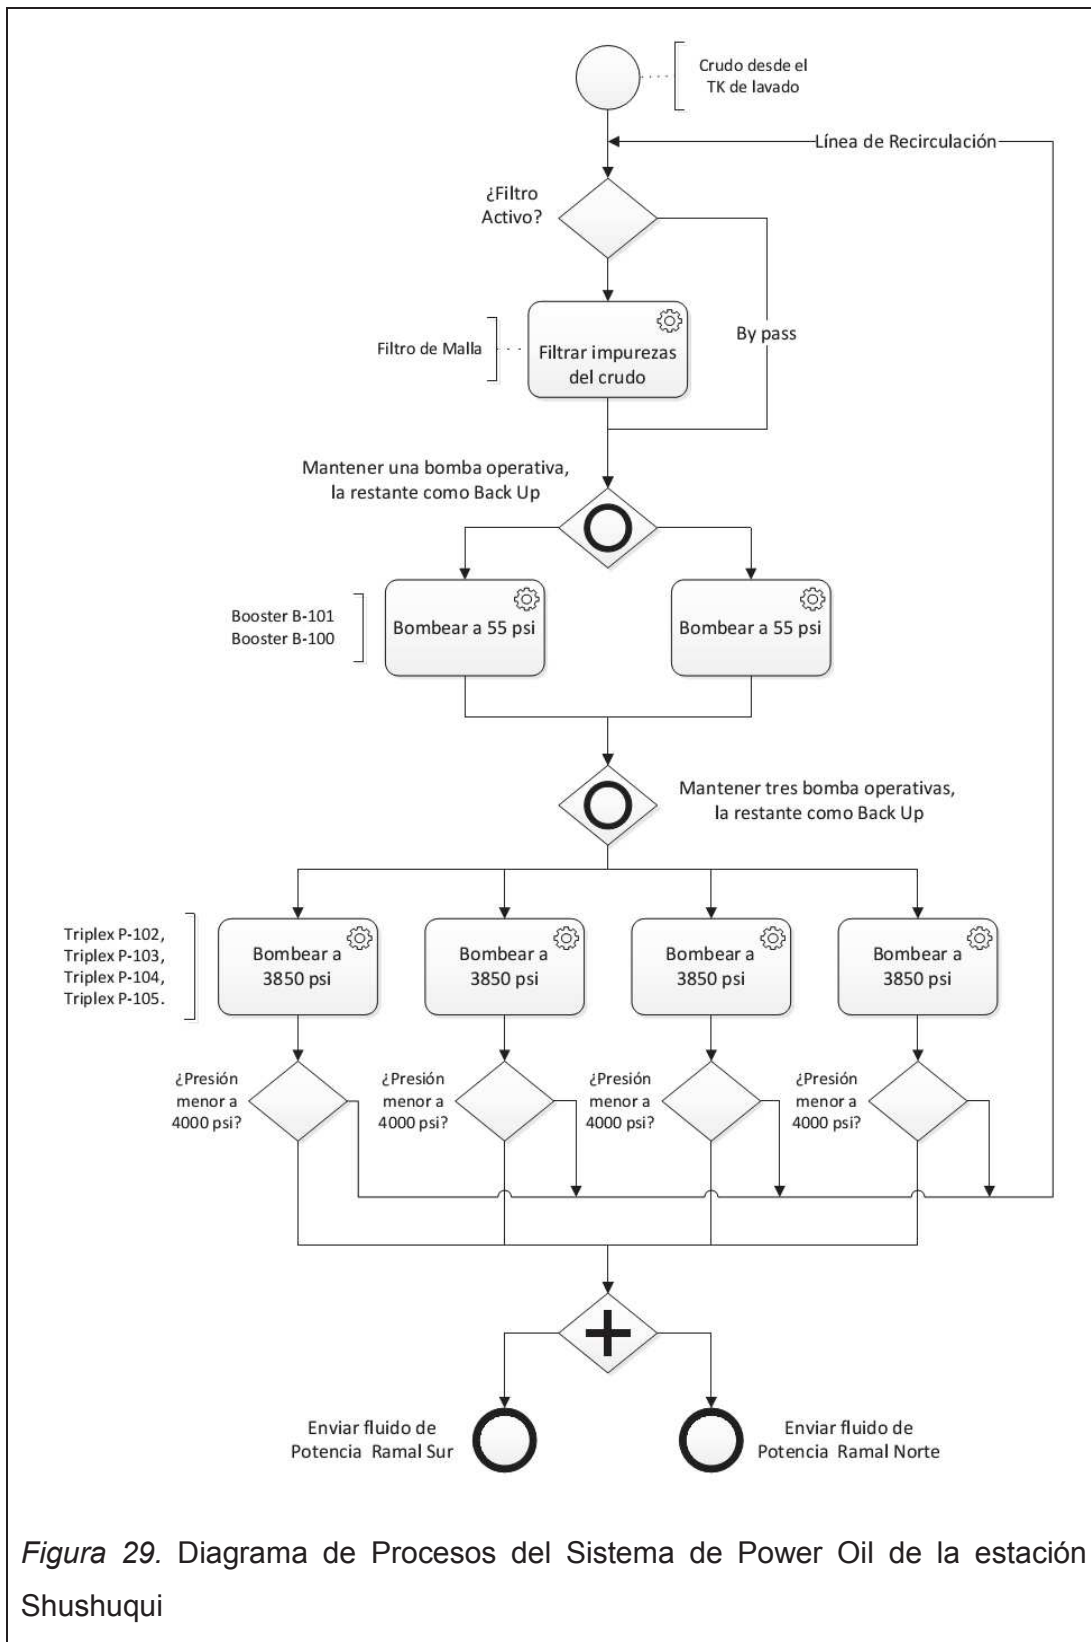 Crudo desde el
TK de lavado
Línea de Recirculación
¿Filtro
Activo?
By pass
Filtro de Malla
Filtrar impurezas
del crudo
Mantener una bomba operativa,
la restante como Back Up
Booster B-101
Booster B-100
Bombear a 55 psi
Bombear a 55 psi
Mantener tres bomba operativas,
la restante como Back Up
Triplex P-102,
Triplex P-103,
Triplex P-104,
Triplex P-105.
Bombear a
3850 psi
Bombear a
3850 psi
Bombear a
3850 psi
Bombear a
3850 psi
¿Presión
menor a
4000 psi?
¿Presión
menor a
4000 psi?
¿Presión
menor a
4000 psi?
¿Presión
menor a
4000 psi?
Enviar fluido de
Potencia Ramal Sur
Enviar fluido de
Potencia Ramal Norte
Figura 29. Diagrama de Procesos del Sistema de Power Oil de la estación
Shushuqui